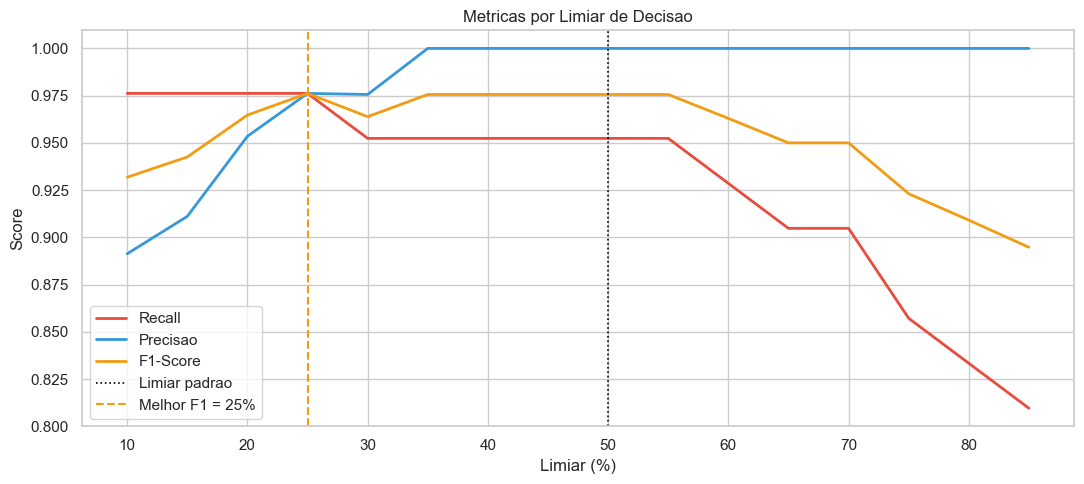 Metricas por Limiar de Decisao
1.000
0.975
0.950
0.925
0.900
0.875
0.850
0.825
0.800
Score
Recall
Precisao
F1-Score
Limiar padrao
Melhor F1 = 25%
10 20 30 40 50 60 70 80
Limiar (%)